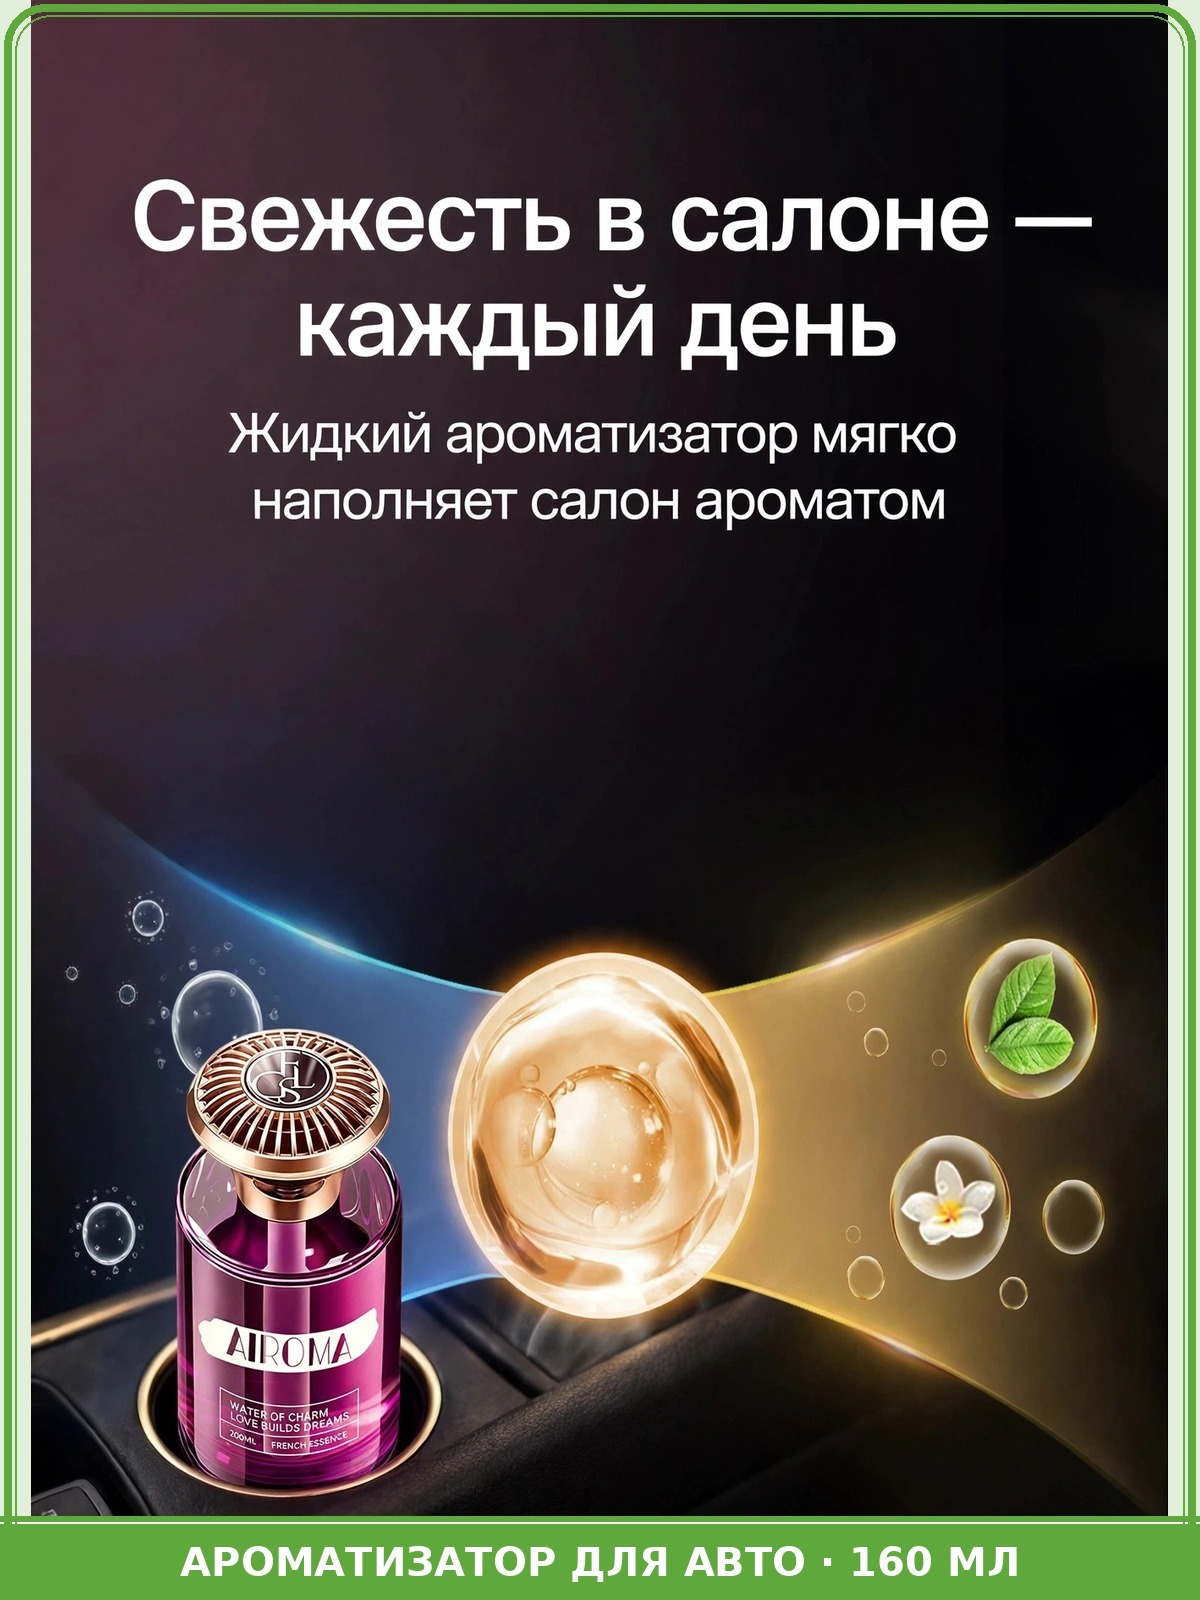 Свежесть в салоне —
каждый день
Жидкий ароматизатор мягко
наполняет салон ароматом
AIROMA
WATER OF CHARM
LOVE BUILDS DREAMS
200ML FRENCH ESSENCE
АРОМАТИЗАТОР ДЛЯ АВТО · 160 МЛ